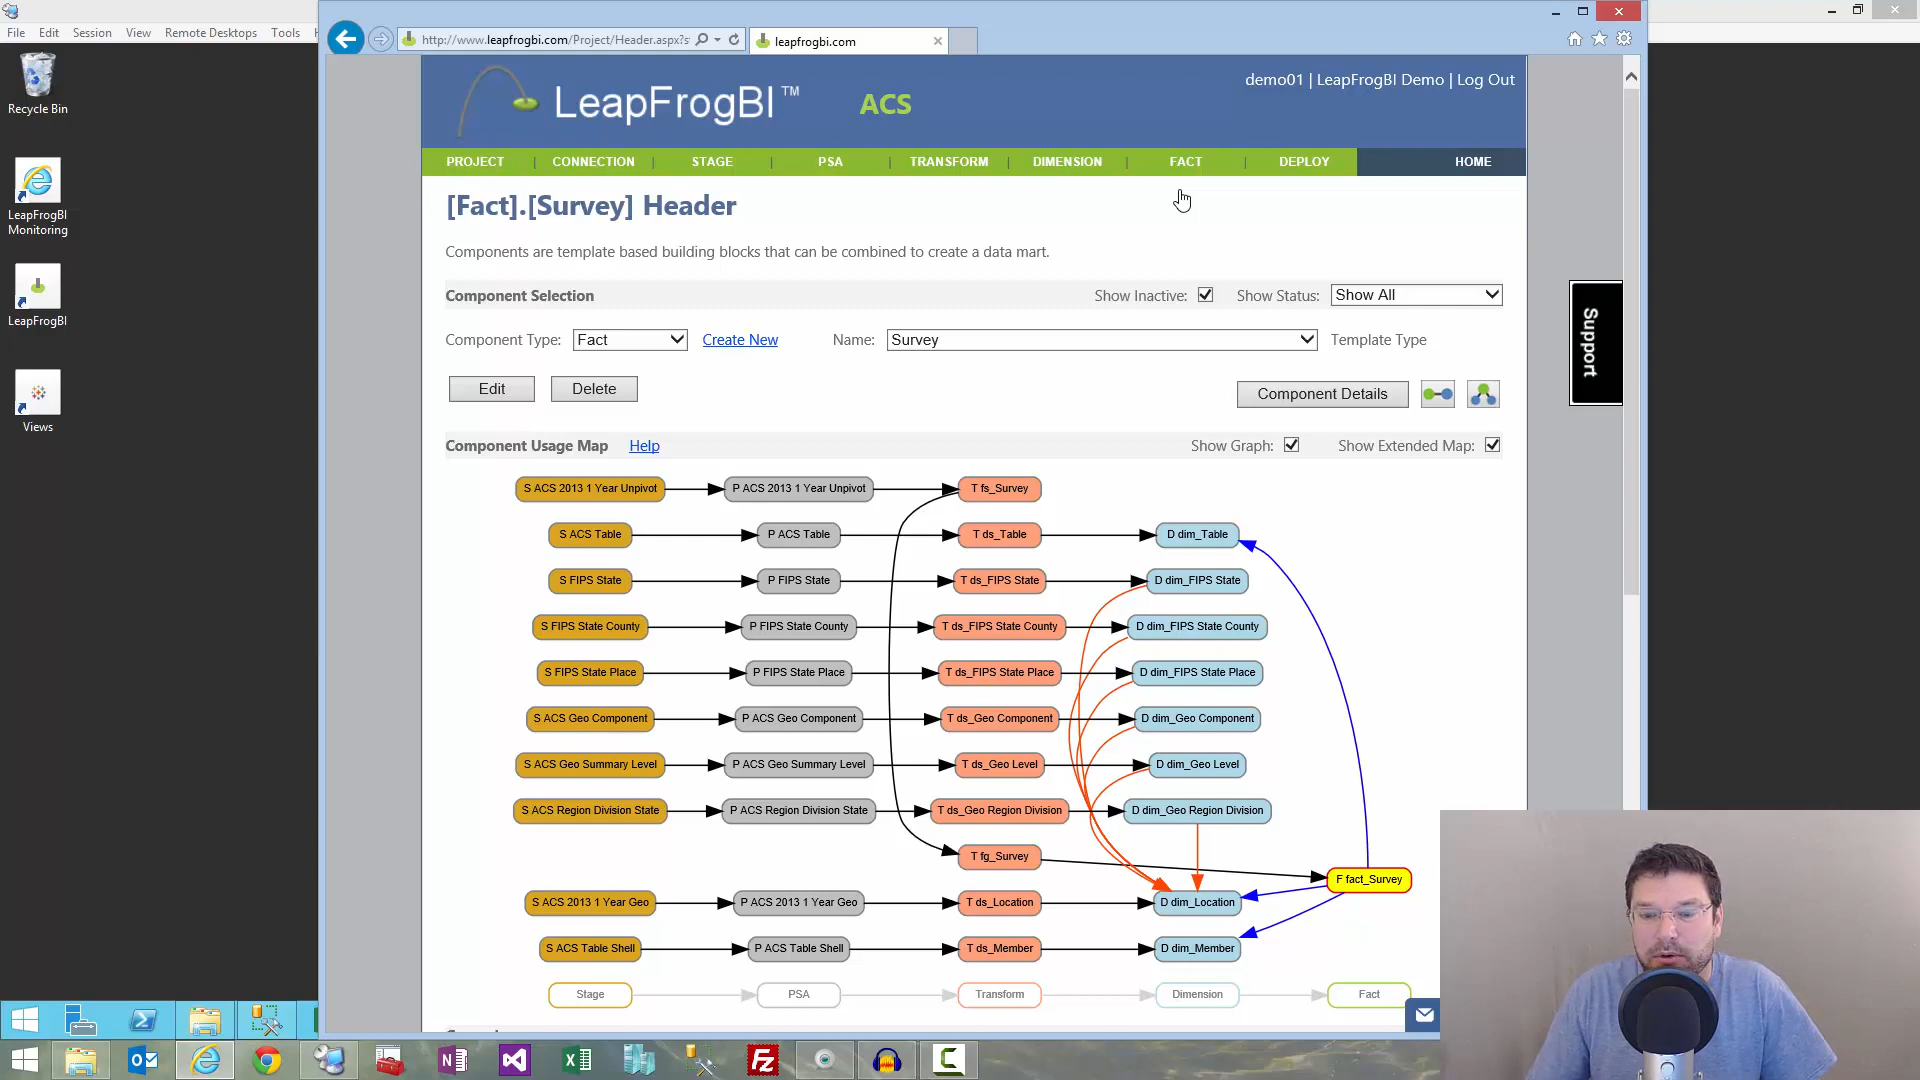 File Edit Session View Remote Desktops Tools
http://www.leapfrogbi.com/Project/Header.aspx?s
leapfrogbi.com
Recycle Bin
LeapFrogBI
Monitoring
LeapFrogBI
Views
LeapFrogBI™ ACS
demo01 | LeapFrogBI Demo | Log Out
PROJECT | CONNECTION | STAGE | PSA | TRANSFORM | DIMENSION | FACT | DEPLOY HOME
[Fact].[Survey] Header
Components are template based building blocks that can be combined to create a data mart.
Component Selection Show Inactive: Show Status: Show All
Component Type: Fact Create New Name: Survey Template Type
Edit Delete Component Details
Support
Component Usage Map Help Show Graph: Show Extended Map:
S ACS 2013 1 Year Unpivot P ACS 2013 1 Year Unpivot T fs_Survey
S ACS Table P ACS Table T ds_Table D dim_Table
S FIPS State P FIPS State T ds_FIPS State D dim_FIPS State
S FIPS State County P FIPS State County T ds_FIPS State County D dim_FIPS State County
S FIPS State Place P FIPS State Place T ds_FIPS State Place D dim_FIPS State Place
S ACS Geo Component P ACS Geo Component T ds_Geo Component D dim_Geo Component
S ACS Geo Summary Level P ACS Geo Summary Level T ds_Geo Level D dim_Geo Level
S ACS Region Division State P ACS Region Division State T ds_Geo Region Division D dim_Geo Region Division
T fg_Survey
F fact_Survey
S ACS 2013 1 Year Geo P ACS 2013 1 Year Geo T ds_Location D dim_Location
S ACS Table Shell P ACS Table Shell T ds_Member D dim_Member
Stage PSA Transform Dimension Fact